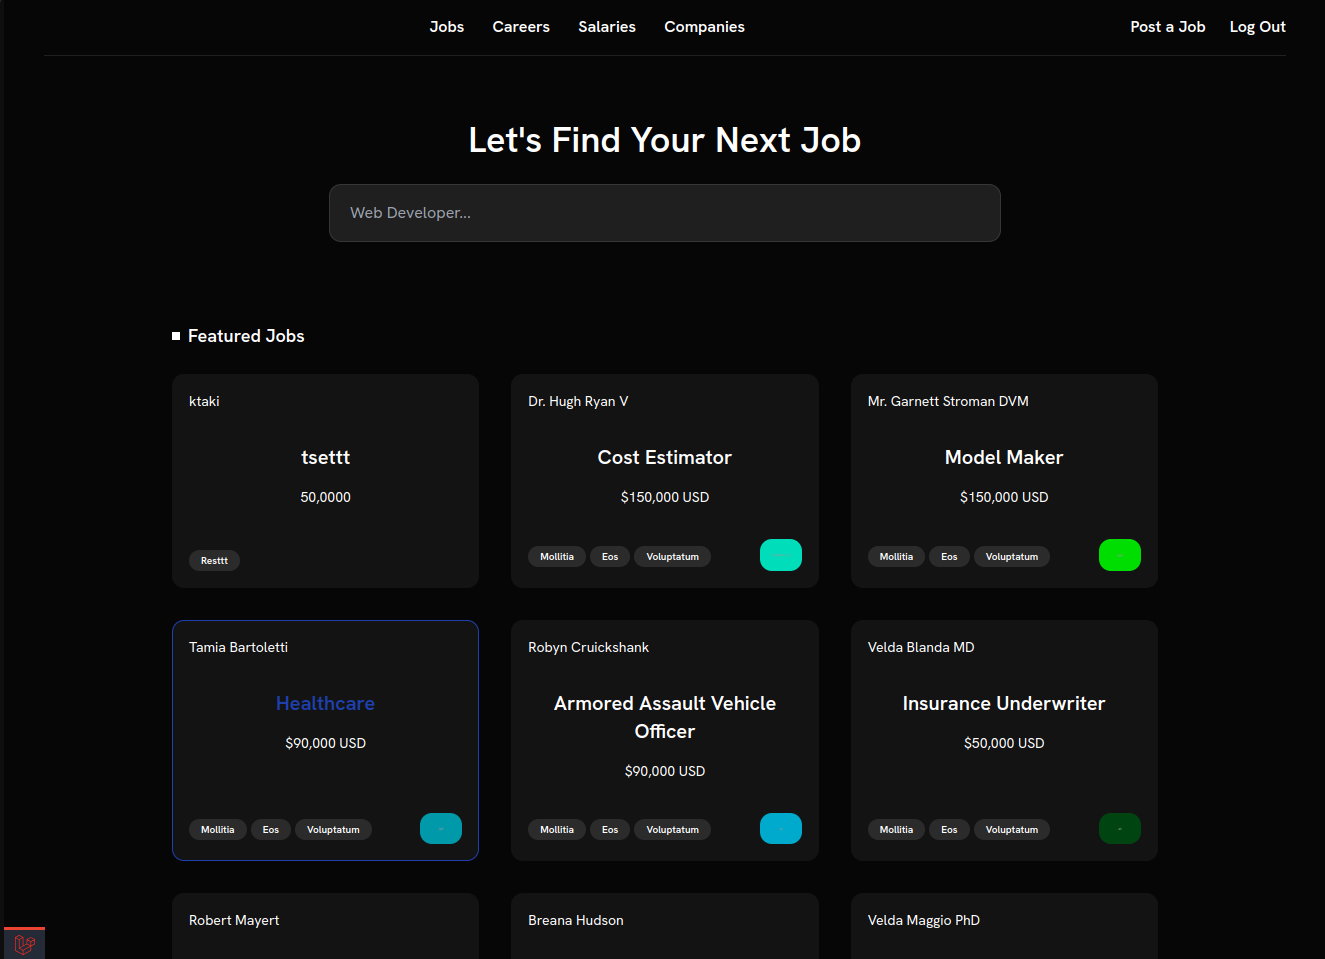 Jobs Careers Salaries Companies Post a Job Log Out
Let's Find Your Next Job
Web Developer...
Featured Jobs
ktaki
tsettt
50,0000
Resttt
Dr. Hugh Ryan V
Cost Estimator
$150,000 USD
Mollitia Eos Voluptatum
Mr. Garnett Stroman DVM
Model Maker
$150,000 USD
Mollitia Eos Voluptatum
Tamia Bartoletti
Healthcare
$90,000 USD
Mollitia Eos Voluptatum
Robyn Cruickshank
Armored Assault Vehicle
Officer
$90,000 USD
Mollitia Eos Voluptatum
Velda Blanda MD
Insurance Underwriter
$50,000 USD
Mollitia Eos Voluptatum
Robert Mayert
Breana Hudson
Velda Maggio PhD